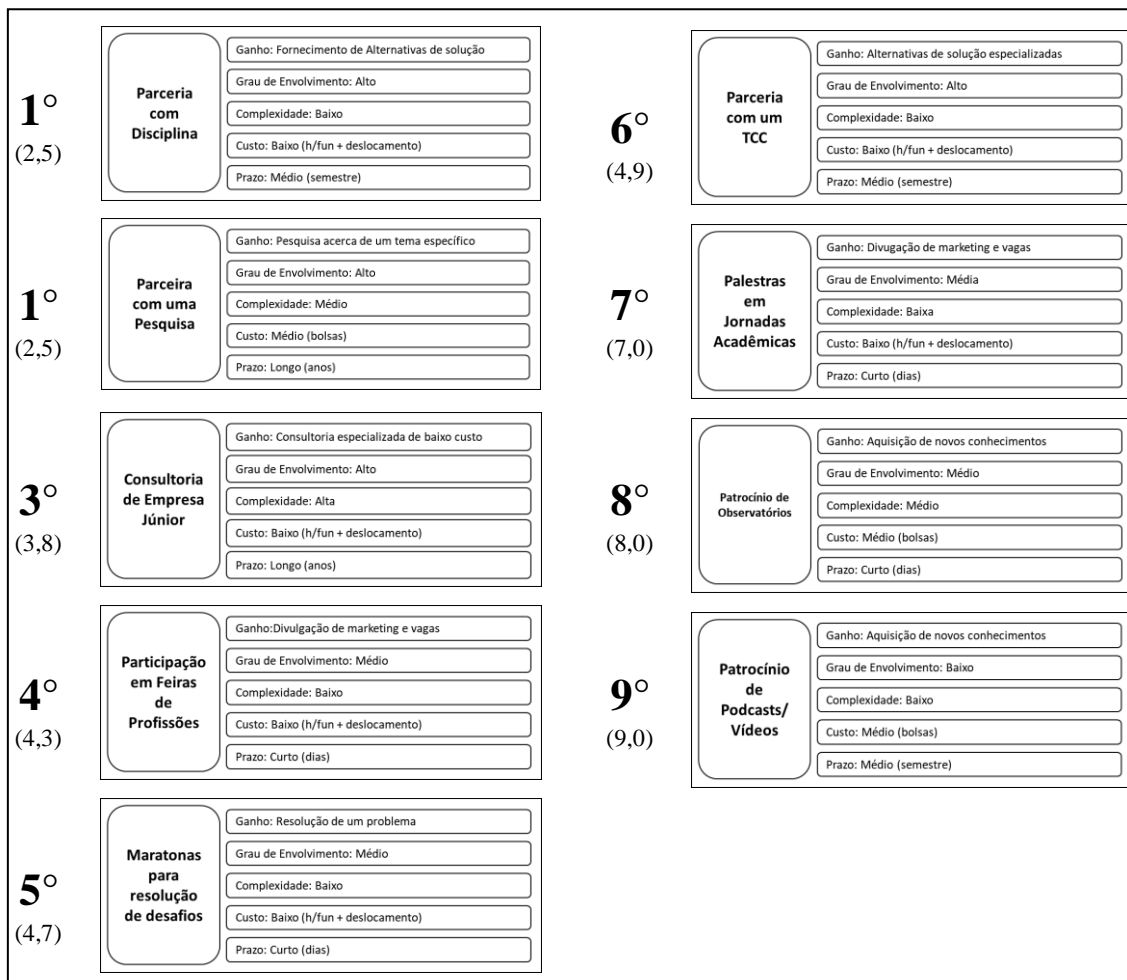 1°
(2,5)
Parceria
com
Disciplina
Ganho: Fornecimento de Alternativas de solução
Grau de Envolvimento: Alto
Complexidade: Baixo
Custo: Baixo (h/fun + deslocamento)
Prazo: Médio (semestre)
1°
(2,5)
Parceira
com uma
Pesquisa
Ganho: Pesquisa acerca de um tema específico
Grau de Envolvimento: Alto
Complexidade: Médio
Custo: Médio (bolsas)
Prazo: Longo (anos)
3°
(3,8)
Consultoria
de Empresa
Júnior
Ganho: Consultoria especializada de baixo custo
Grau de Envolvimento: Alto
Complexidade: Alta
Custo: Baixo (h/fun + deslocamento)
Prazo: Longo (anos)
4°
(4,3)
Participação
em Feiras
de
Profissões
Ganho:Divulgação de marketing e vagas
Grau de Envolvimento: Médio
Complexidade: Baixo
Custo: Baixo (h/fun + deslocamento)
Prazo: Curto (dias)
5°
(4,7)
Maratonas
para
resolução
de desafios
Ganho: Resolução de um problema
Grau de Envolvimento: Médio
Complexidade: Baixo
Custo: Baixo (h/fun + deslocamento)
Prazo: Curto (dias)
6°
(4,9)
Parceria
com um
TCC
Ganho: Alternativas de solução especializadas
Grau de Envolvimento: Alto
Complexidade: Baixo
Custo: Baixo (h/fun + deslocamento)
Prazo: Médio (semestre)
7°
(7,0)
Palestras
em
Jornadas
Acadêmicas
Ganho: Divugação de marketing e vagas
Grau de Envolvimento: Média
Complexidade: Baixa
Custo: Baixo (h/fun + deslocamento)
Prazo: Curto (dias)
8°
(8,0)
Patrocínio de
Observatórios
Ganho: Aquisição de novos conhecimentos
Grau de Envolvimento: Médio
Complexidade: Médio
Custo: Médio (bolsas)
Prazo: Curto (dias)
9°
(9,0)
Patrocínio
de
Podcasts/
Vídeos
Ganho: Aquisição de novos conhecimentos
Grau de Envolvimento: Baixo
Complexidade: Baixo
Custo: Médio (bolsas)
Prazo: Médio (semestre)